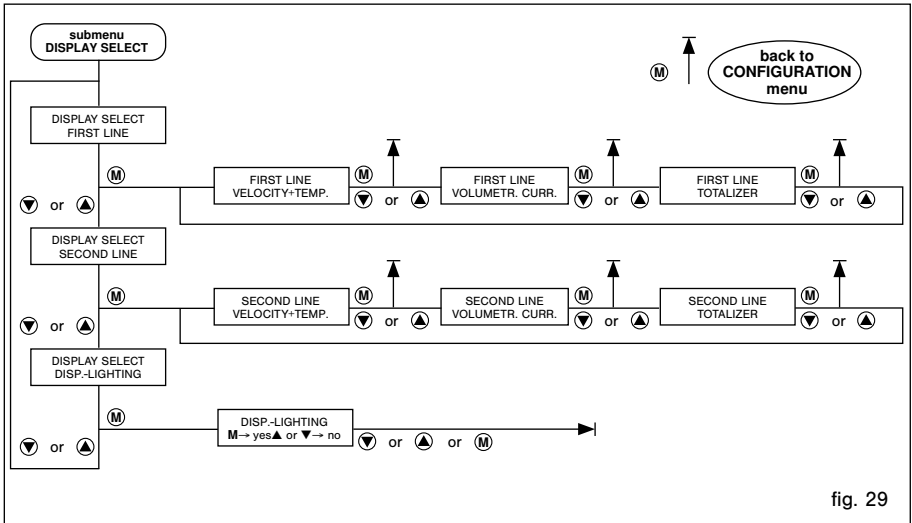 submenu
DISPLAY SELECT
M
back to
CONFIGURATION
menu
DISPLAY SELECT
FIRST LINE
M
FIRST LINE
VELOCITY+TEMP.
M
▼ or ▲
FIRST LINE
VOLUMETR. CURR.
M
▼ or ▲
FIRST LINE
TOTALIZER
M
▼ or ▲
▼ or ▲
DISPLAY SELECT
SECOND LINE
M
SECOND LINE
VELOCITY+TEMP.
M
▼ or ▲
SECOND LINE
VOLUMETR. CURR.
M
▼ or ▲
SECOND LINE
TOTALIZER
M
▼ or ▲
▼ or ▲
DISPLAY SELECT
DISP.-LIGHTING
M
DISP.-LIGHTING
M→ yes▲ or ▼→ no
▼ or ▲ or M
▼ or ▲
fig. 29